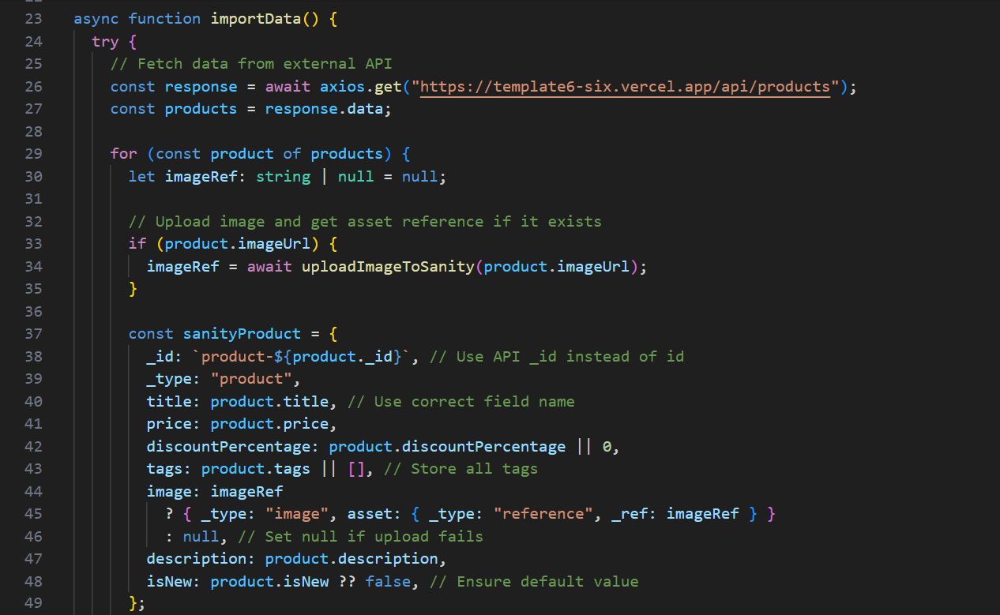 23 async function importData() {
24 try {
25 // Fetch data from external API
26 const response = await axios.get("https://template6-six.vercel.app/api/products");
27 const products = response.data;
28
29 for (const product of products) {
30 let imageRef: string | null = null;
31
32 // Upload image and get asset reference if it exists
33 if (product.imageUrl) {
34 imageRef = await uploadImageToSanity(product.imageUrl);
35 }
36
37 const sanityProduct = {
38 _id: `product-${product._id}`, // Use API _id instead of id
39 _type: "product",
40 title: product.title, // Use correct field name
41 price: product.price,
42 discountPercentage: product.discountPercentage || 0,
43 tags: product.tags || [], // Store all tags
44 image: imageRef
45 ? { _type: "image", asset: { _type: "reference", _ref: imageRef } }
46 : null, // Set null if upload fails
47 description: product.description,
48 isNew: product.isNew ?? false, // Ensure default value
49 };